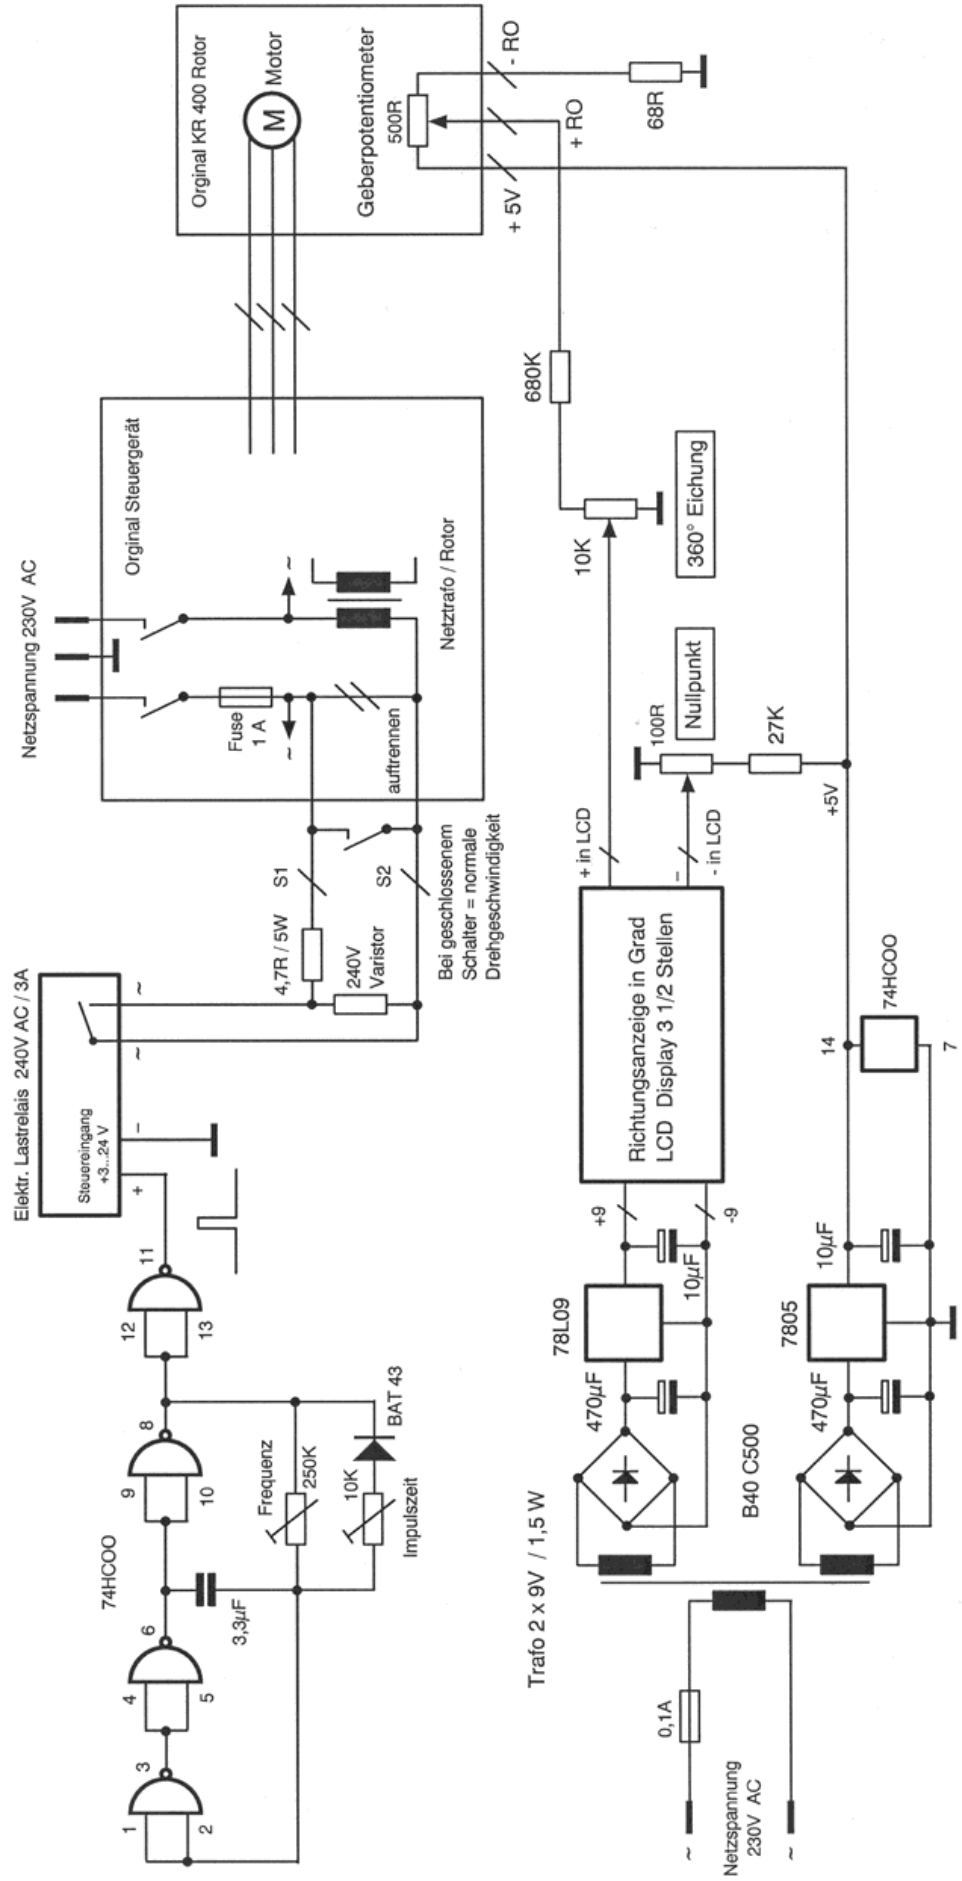 Elektr. Lastrelais 240V AC / 3A
Steuereingang
+3...24 V
+
−
~
~
74HCOO
1
2
3
4
5
6
9
10
8
12
13
11
3,3µF
Frequenz
250K
10K
Impulszeit
BAT 43
4,7R / 5W
240V
Varistor
S1
S2
Bei geschlossenem
Schalter = normale
Drehgeschwindigkeit
Netzspannung 230V AC
Orginal Steuergerät
Fuse
1 A
~
~
auftrennen
Netztrafo / Rotor
Orginal KR 400 Rotor
M
Motor
Geberpotentiometer
500R
+ 5V
+ RO
- RO
68R
680K
10K
360° Eichung
Nullpunkt
100R
27K
+5V
+ in LCD
−
- in LCD
Richtungsanzeige in Grad
LCD Display 3 1/2 Stellen
+9
-9
78L09
470µF
10µF
Trafo 2 x 9V / 1,5 W
B40 C500
7805
470µF
10µF
14
7
74HCOO
0,1A
~
~
Netzspannung
230V AC